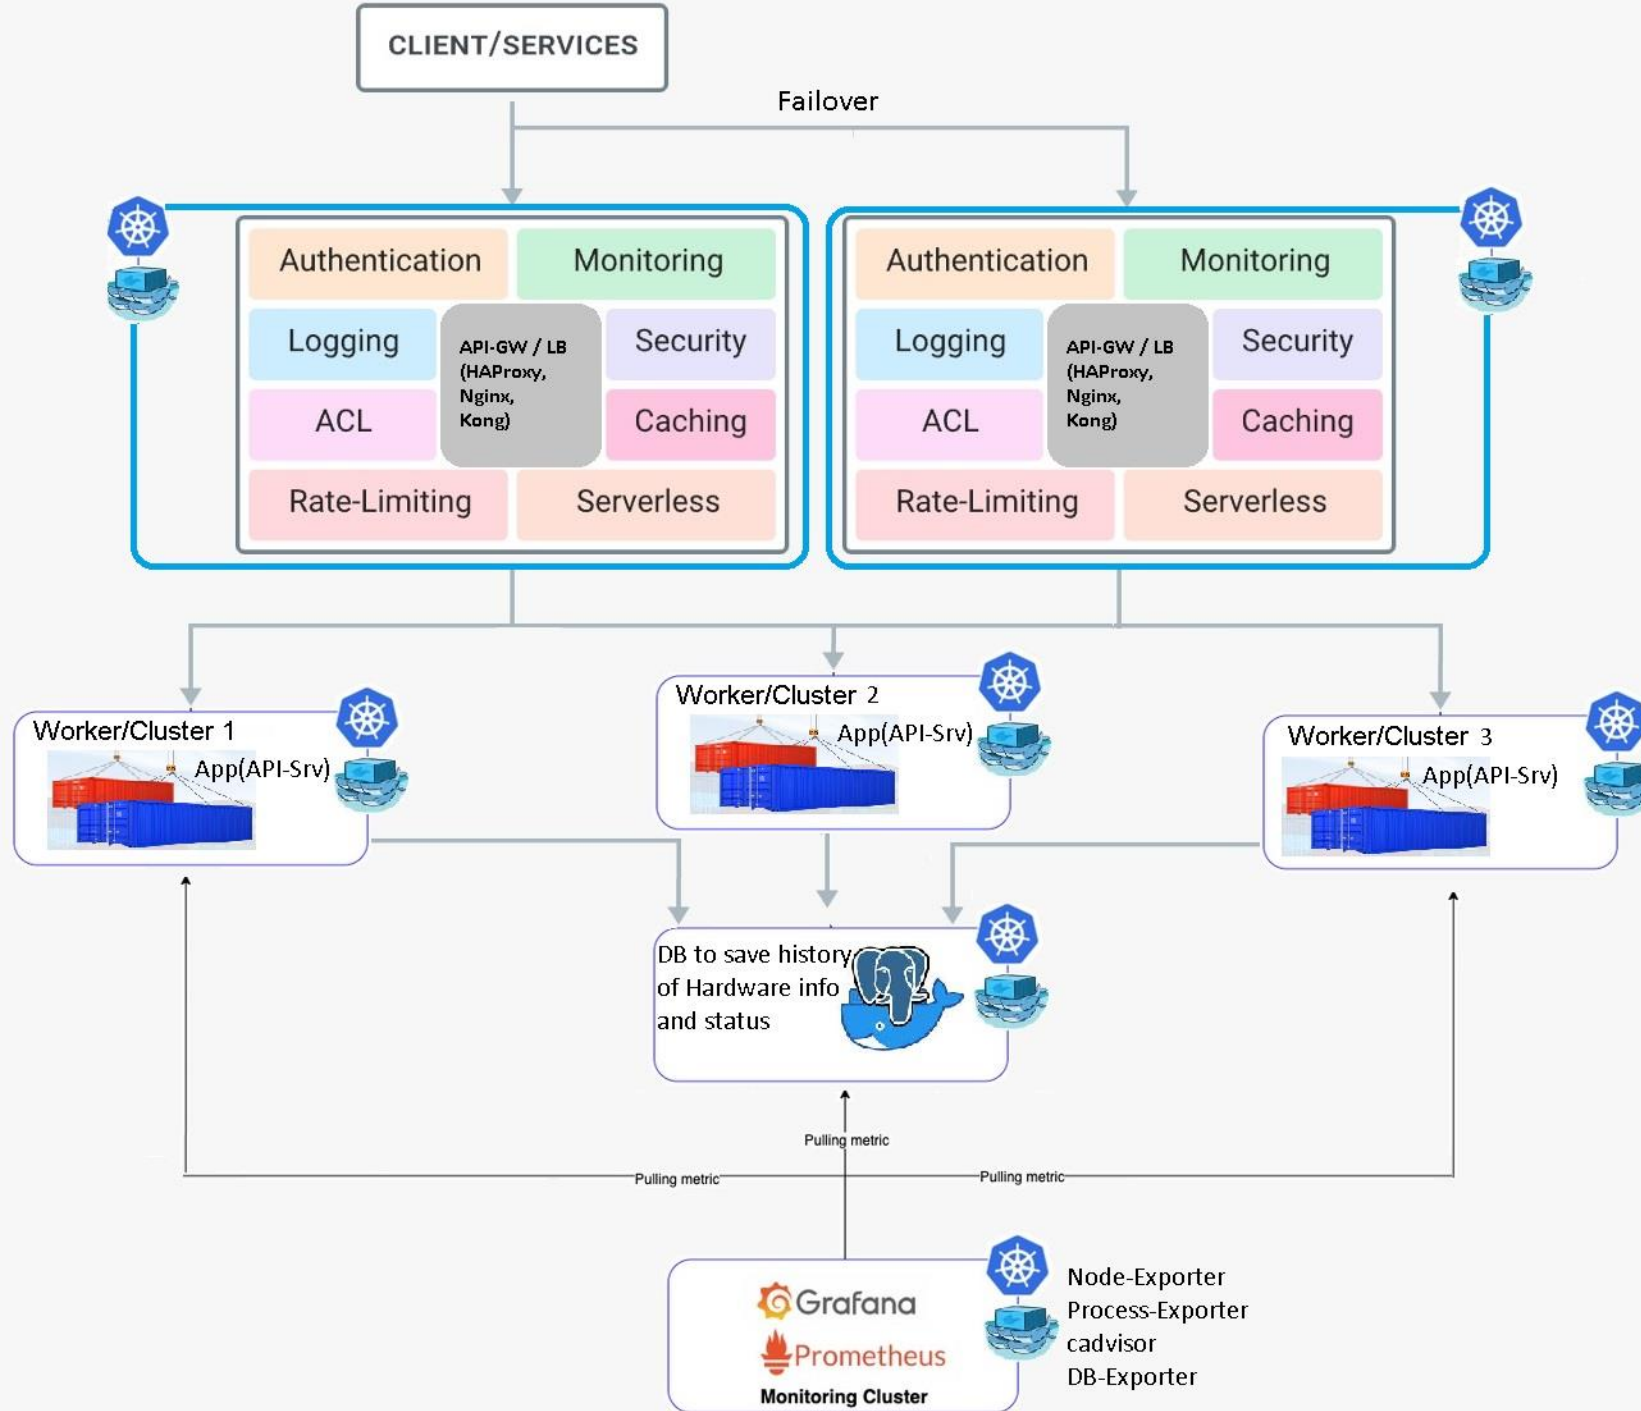 CLIENT/SERVICES
Failover
Authentication
Monitoring
Logging
API-GW / LB
(HAProxy,
Nginx,
Kong)
Security
ACL
Caching
Rate-Limiting
Serverless
Authentication
Monitoring
Logging
API-GW / LB
(HAProxy,
Nginx,
Kong)
Security
ACL
Caching
Rate-Limiting
Serverless
Worker/Cluster 1
App(API-Srv)
Worker/Cluster 2
App(API-Srv)
Worker/Cluster 3
App(API-Srv)
DB to save history
of Hardware info
and status
Pulling metric
Pulling metric
Pulling metric
Grafana
Prometheus
Monitoring Cluster
Node-Exporter
Process-Exporter
cadvisor
DB-Exporter